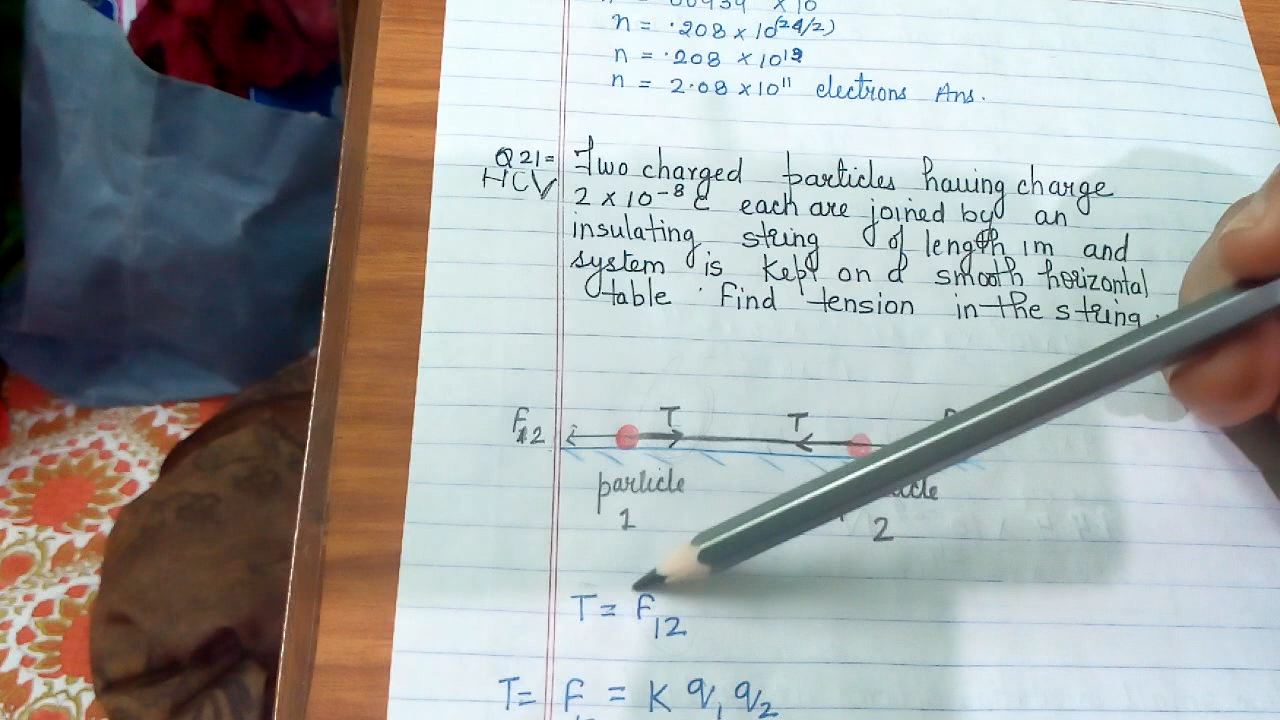 n = .208 × 10^(24/2)
n = .208 × 10¹²
n = 2.08 × 10¹¹ electrons Ans.
Q 21 = Two charged particles having charge
HCV 2 × 10⁻⁸ C each are joined by an
insulating string of length 1m and
system is kept on a smooth horizontal
table . Find tension in the string.
F₁₂ T T
particle
1 2
T = F₁₂
T = F = K q₁ q₂